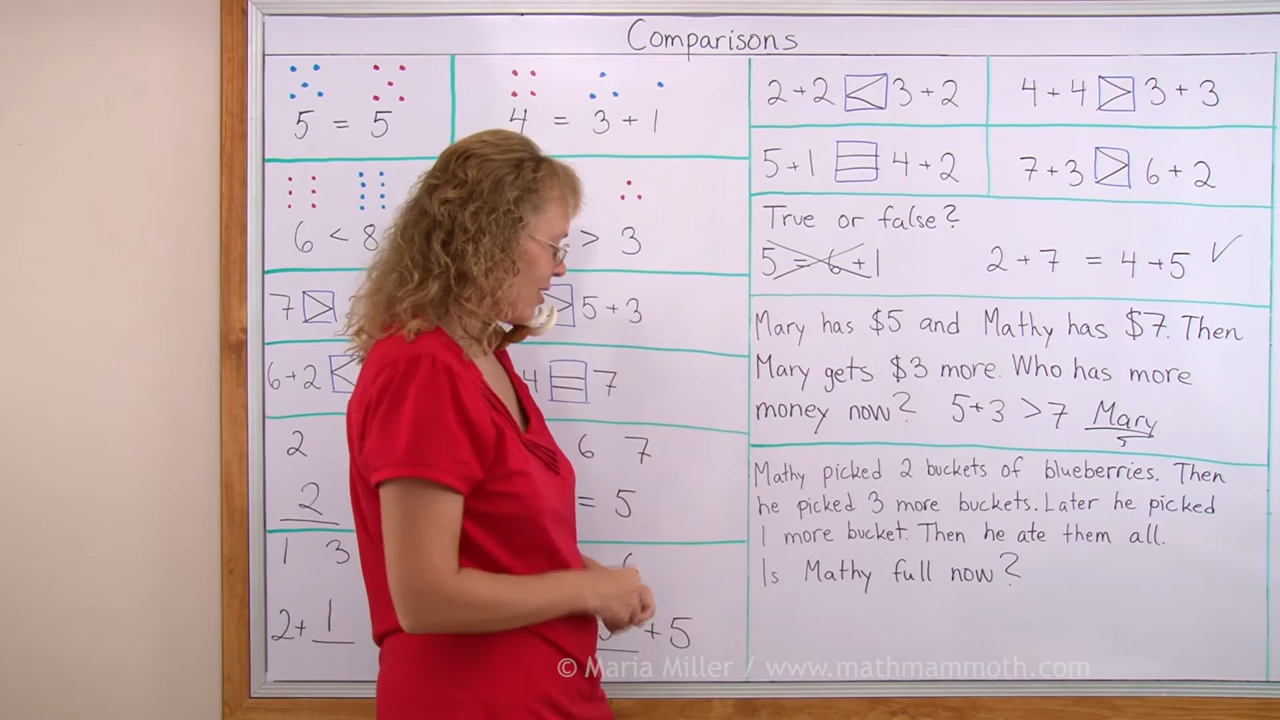 Comparisons
5 = 5
4 = 3 + 1
6 < 8
> 3
7 >
> 5 + 3
6 + 2 <
4 = 7
2
6 7
2
= 5
1 3
2 + 1
+ 5
2 + 2 < 3 + 2
4 + 4 > 3 + 3
5 + 1 = 4 + 2
7 + 3 > 6 + 2
True or false?
5 = 6 + 1
2 + 7 = 4 + 5 ✓
Mary has $5 and Mathy has $7. Then
Mary gets $3 more. Who has more
money now? 5 + 3 > 7 Mary
Mathy picked 2 buckets of blueberries. Then
he picked 3 more buckets. Later he picked
1 more bucket. Then he ate them all.
Is Mathy full now?
© Maria Miller / www.mathmammoth.com